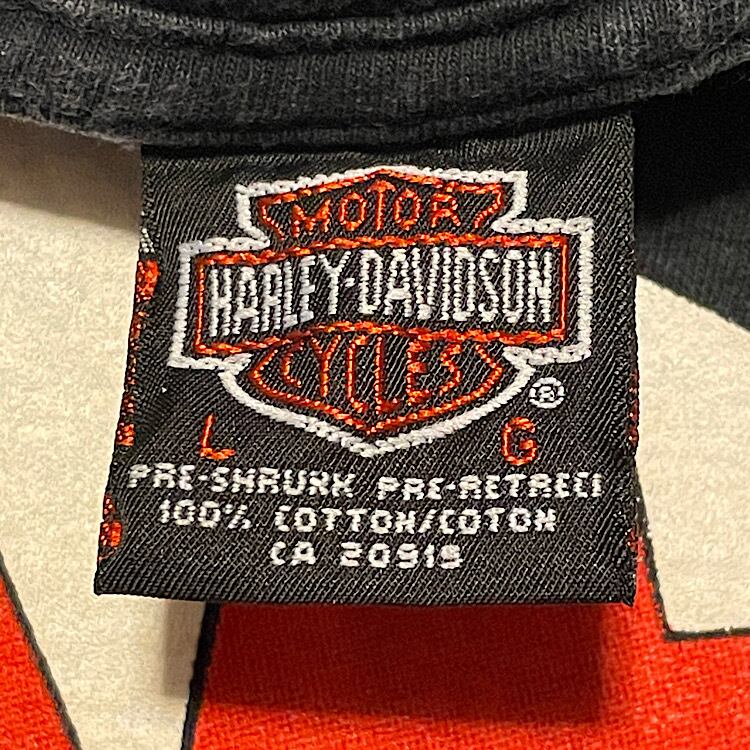 MOTOR
HARLEY-DAVIDSON
CYCLES
®
L G
PRE-SHRUNK PRE-RETRECI
100% COTTON/COTON
CA 20919